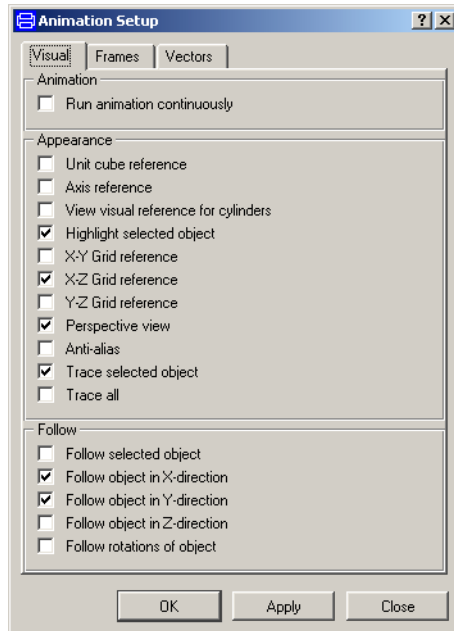 Animation Setup
Visual Frames Vectors
Animation
Run animation continuously
Appearance
Unit cube reference
Axis reference
View visual reference for cylinders
Highlight selected object
X-Y Grid reference
X-Z Grid reference
Y-Z Grid reference
Perspective view
Anti-alias
Trace selected object
Trace all
Follow
Follow selected object
Follow object in X-direction
Follow object in Y-direction
Follow object in Z-direction
Follow rotations of object
OK Apply Close